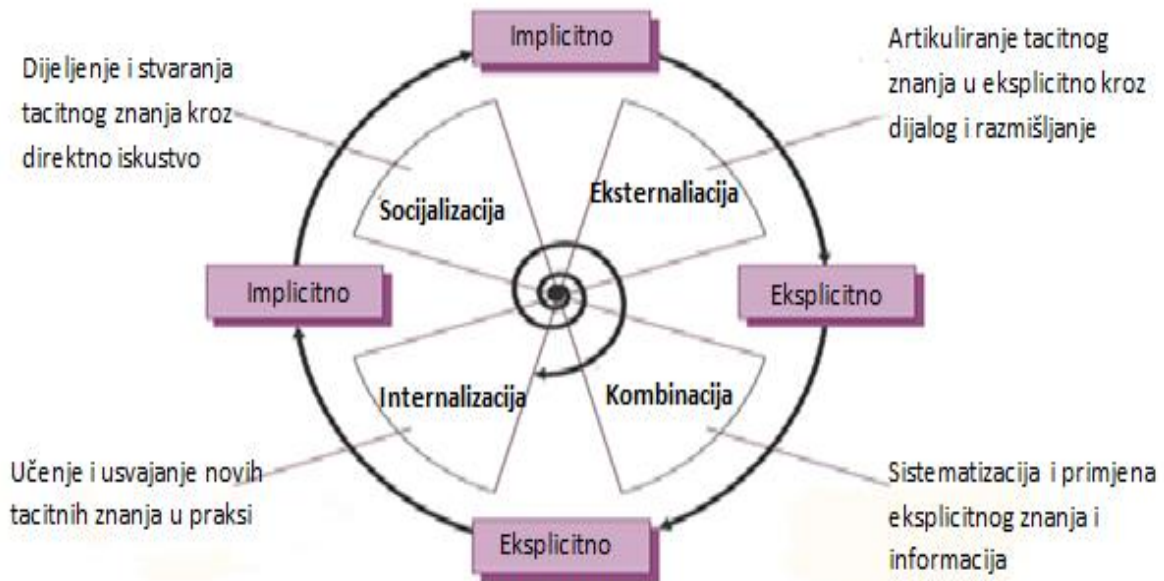 Implicitno
Dijeljenje i stvaranja
tacitnog znanja kroz
direktno iskustvo
Artikuliranje tacitnog
znanja u eksplicitno kroz
dijalog i razmišljanje
Socijalizacija
Eksternaliacija
Implicitno
Eksplicitno
Internalizacija
Kombinacija
Učenje i usvajanje novih
tacitnih znanja u praksi
Sistematizacija i primjena
eksplicitnog znanja i
informacija
Eksplicitno